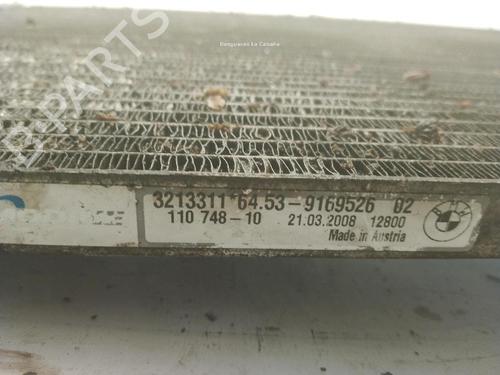 Desguaces La Cabaña
B-PARTS
3213311*64.53-9169526 02
110 748-10 21.03.2008 12800
Made in Austria
BMW